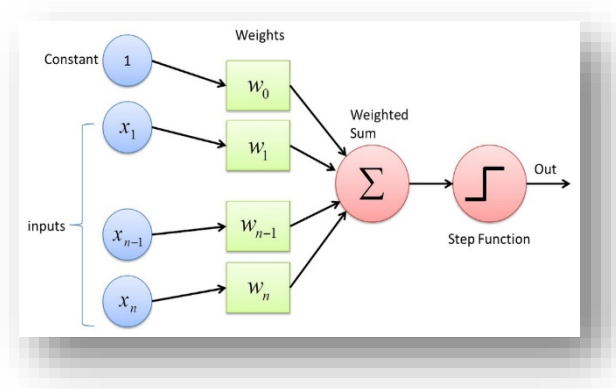 Weights
Constant
1
w₀
x₁
w₁
Weighted
Sum
Σ
Out
inputs
xₙ₋₁
wₙ₋₁
Step Function
xₙ
wₙ